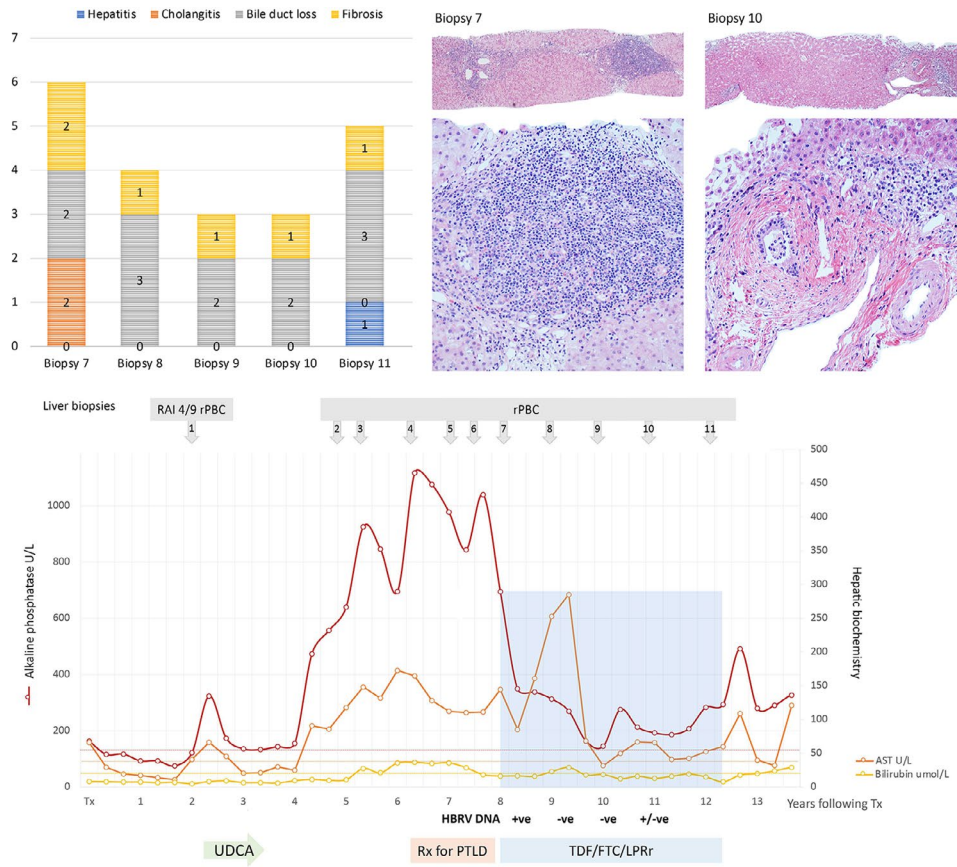 Hepatitis Cholangitis Bile duct loss Fibrosis
7
6
5
4
3
2
1
0
2
2
2
0
1
3
0
1
2
0
1
2
0
1
3
0
1
Biopsy 7 Biopsy 8 Biopsy 9 Biopsy 10 Biopsy 11
Biopsy 7
Biopsy 10
Liver biopsies
RAI 4/9 rPBC
rPBC
1 2 3 4 5 6 7 8 9 10 11
Alkaline phosphatase U/L
1000
800
600
400
200
0
500
450
400
350
300
250
200
150
100
50
0
Hepatic biochemistry
AST U/L
Bilirubin umol/L
Tx 1 2 3 4 5 6 7 8 9 10 11 12 13 Years following Tx
HBRV DNA +ve -ve -ve +/-ve
UDCA
Rx for PTLD
TDF/FTC/LPRr